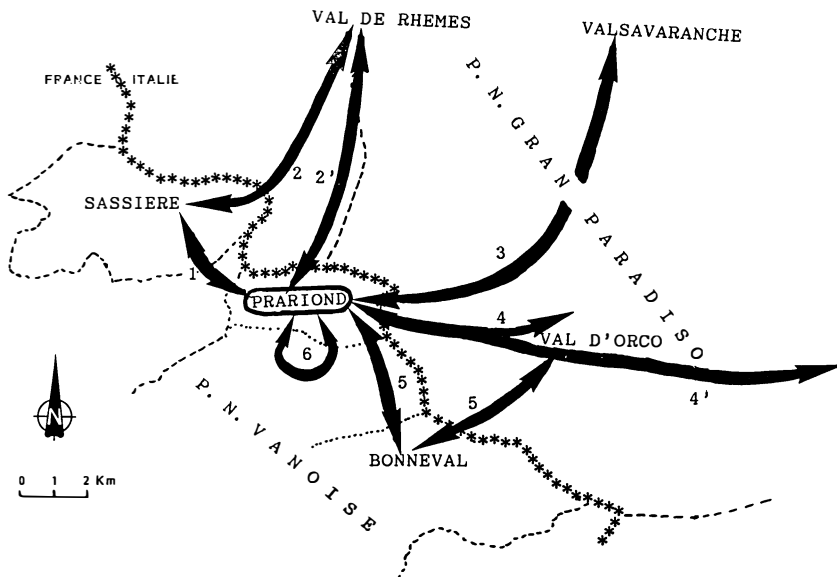 VAL DE RHEMES
VALSAVARANCHE
FRANCE ITALIE
P. N. GRAN PARADISO
2
2'
SASSIERE
3
1
PRARIOND
4
VAL D'ORCO
6
5
5
4'
P. N. VANOISE
BONNEVAL
N
0 1 2 Km